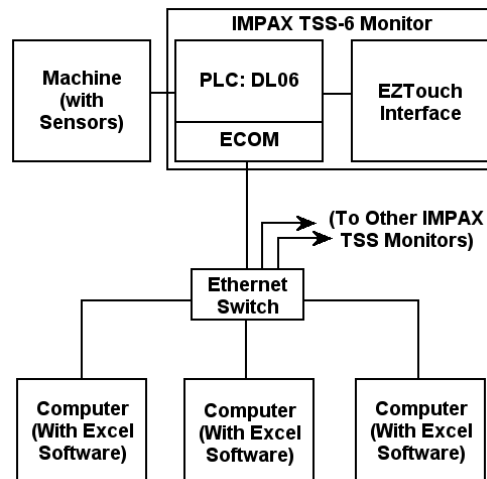 IMPAX TSS-6 Monitor
Machine
(with
Sensors)
PLC: DL06
ECOM
EZTouch
Interface
(To Other IMPAX
TSS Monitors)
Ethernet
Switch
Computer
(With Excel
Software)
Computer
(With Excel
Software)
Computer
(With Excel
Software)